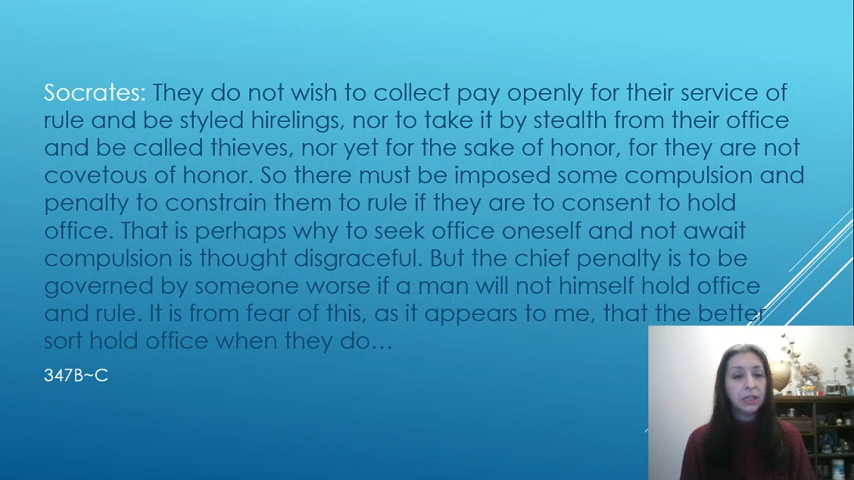 Socrates: They do not wish to collect pay openly for their service of
rule and be styled hirelings, nor to take it by stealth from their office
and be called thieves, nor yet for the sake of honor, for they are not
covetous of honor. So there must be imposed some compulsion and
penalty to constrain them to rule if they are to consent to hold
office. That is perhaps why to seek office oneself and not await
compulsion is thought disgraceful. But the chief penalty is to be
governed by someone worse if a man will not himself hold office
and rule. It is from fear of this, as it appears to me, that the better
sort hold office when they do…
347B~C